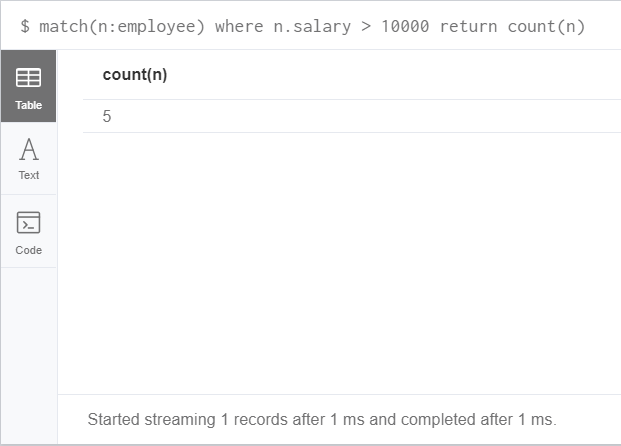 $ match(n:employee) where n.salary > 10000 return count(n)
Table
count(n)
5
Text
Code
Started streaming 1 records after 1 ms and completed after 1 ms.